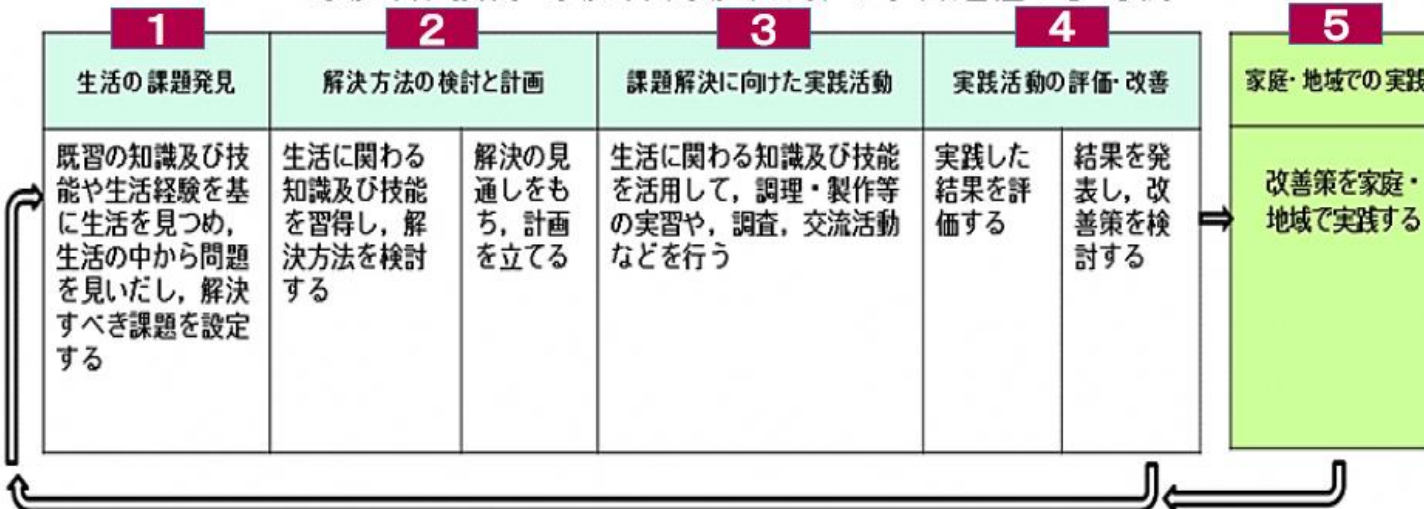 1
生活の課題発見
既習の知識及び技
能や生活経験を基
に生活を見つめ,
生活の中から問題
を見いだし,解決
すべき課題を設定
する
2
解決方法の検討と計画
生活に関わる
知識及び技能
を習得し,解
決方法を検討
する
解決の見
通しをも
ち,計画
を立てる
3
課題解決に向けた実践活動
生活に関わる知識及び技能
を活用して,調理・製作等
の実習や,調査,交流活動
などを行う
4
実践活動の評価・改善
実践した
結果を評
価する
結果を発
表し,改
善策を検
討する
5
家庭・地域での実践
改善策を家庭・
地域で実践する